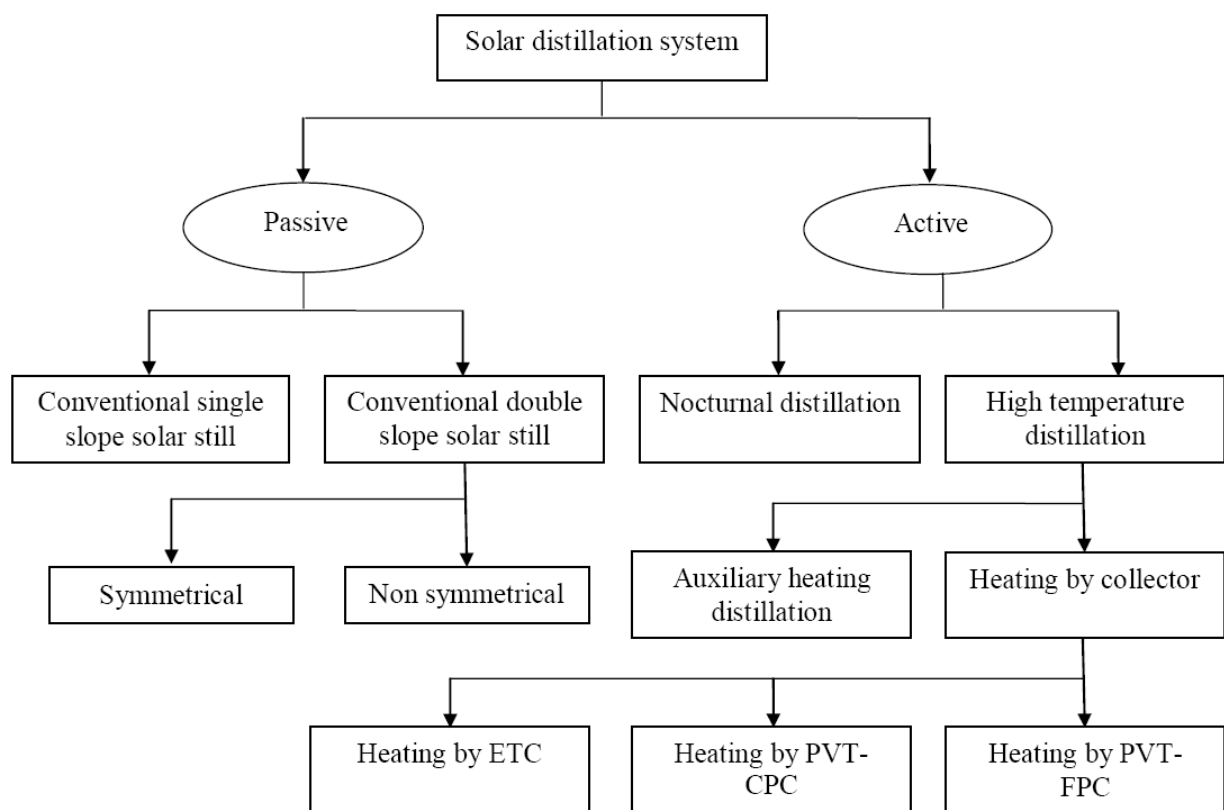 Solar distillation system
Passive
Active
Conventional single
slope solar still
Conventional double
slope solar still
Nocturnal distillation
High temperature
distillation
Symmetrical
Non symmetrical
Auxiliary heating
distillation
Heating by collector
Heating by ETC
Heating by PVT-
CPC
Heating by PVT-
FPC